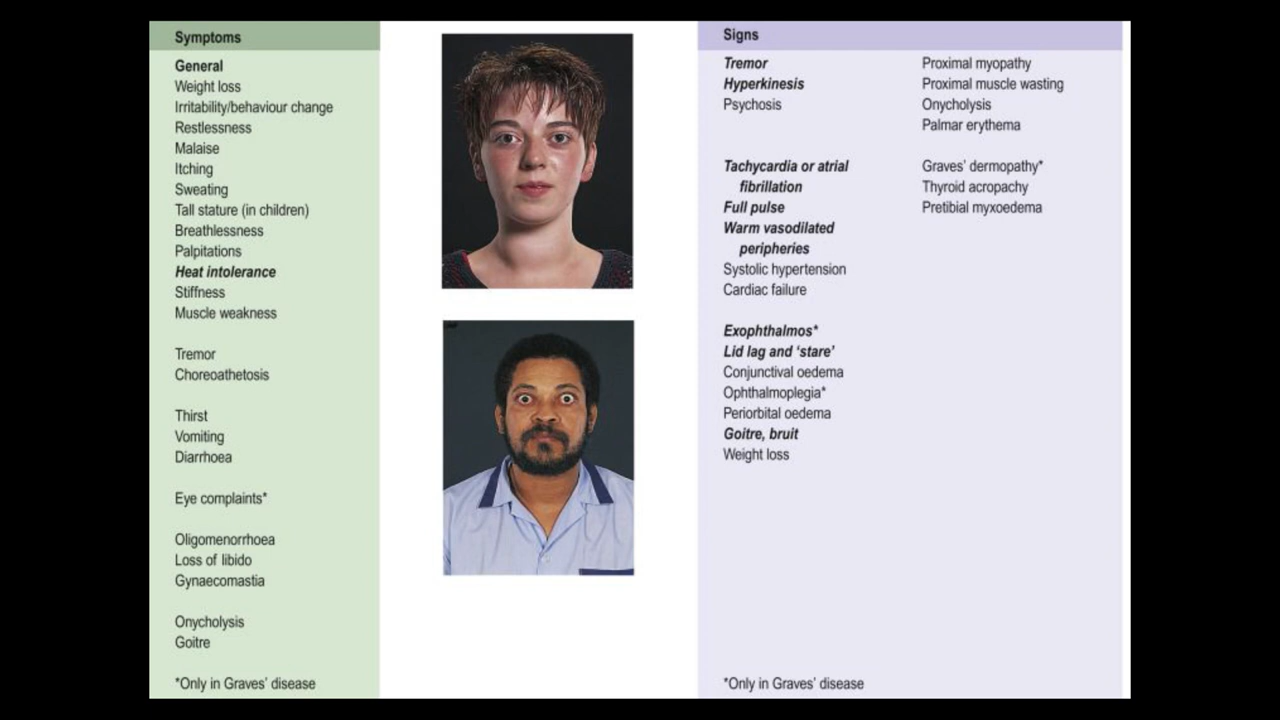 Symptoms
General
Weight loss
Irritability/behaviour change
Restlessness
Malaise
Itching
Sweating
Tall stature (in children)
Breathlessness
Palpitations
Heat intolerance
Stiffness
Muscle weakness
Tremor
Choreoathetosis
Thirst
Vomiting
Diarrhoea
Eye complaints*
Oligomenorrhoea
Loss of libido
Gynaecomastia
Onycholysis
Goitre
*Only in Graves' disease
Signs
Tremor
Hyperkinesis
Psychosis
Tachycardia or atrial
fibrillation
Full pulse
Warm vasodilated
peripheries
Systolic hypertension
Cardiac failure
Exophthalmos*
Lid lag and ‘stare’
Conjunctival oedema
Ophthalmoplegia*
Periorbital oedema
Goitre, bruit
Weight loss
Proximal myopathy
Proximal muscle wasting
Onycholysis
Palmar erythema
Graves’ dermopathy*
Thyroid acropachy
Pretibial myxoedema
*Only in Graves’ disease